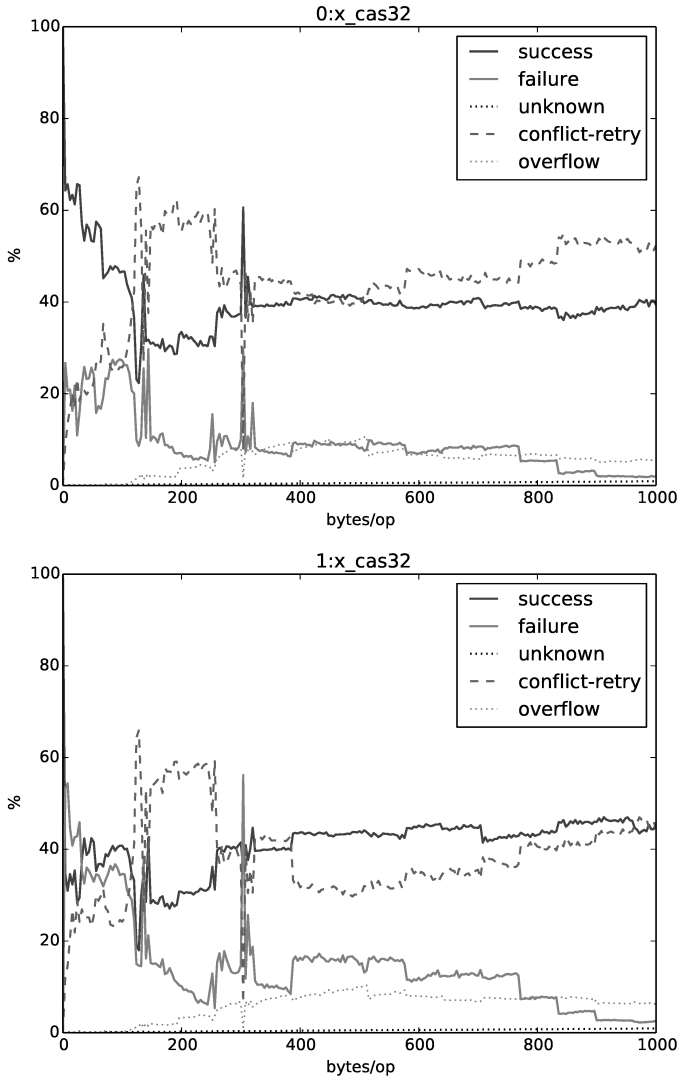 0:x_cas32
100
80
60
40
20
0
%
success
failure
unknown
conflict-retry
overflow
0 200 400 600 800 1000
bytes/op
1:x_cas32
100
80
60
40
20
0
%
success
failure
unknown
conflict-retry
overflow
0 200 400 600 800 1000
bytes/op